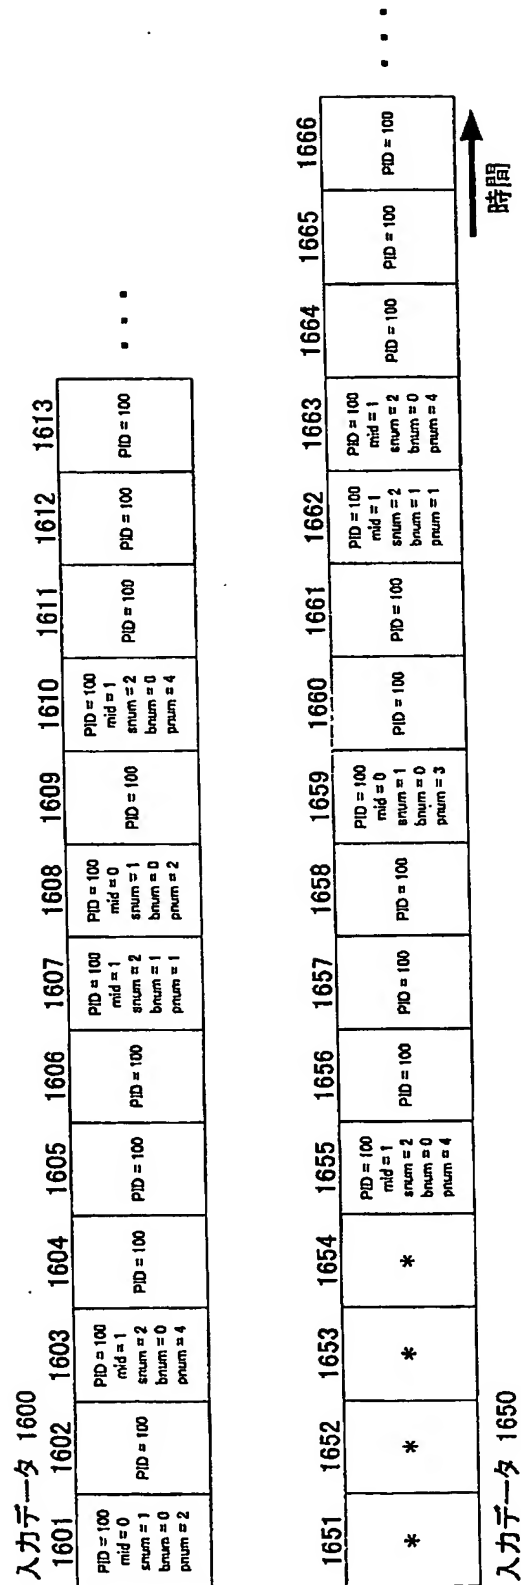 入力データ 1600
1601
PID = 100
mid = 0
snum = 1
bnum = 0
pnum = 2
1602
PID = 100
1603
PID = 100
mid = 1
snum = 2
bnum = 0
pnum = 4
1604
PID = 100
1605
PID = 100
1606
PID = 100
1607
PID = 100
mid = 1
snum = 2
bnum = 1
pnum = 1
1608
PID = 100
mid = 0
snum = 1
bnum = 0
pnum = 2
1609
PID = 100
1610
PID = 100
mid = 1
snum = 2
bnum = 0
pnum = 4
1611
PID = 100
1612
PID = 100
1613
PID = 100
...
1651
*
1652
*
1653
*
1654
*
1655
PID = 100
mid = 1
snum = 2
bnum = 0
pnum = 4
1656
PID = 100
1657
PID = 100
1658
PID = 100
1659
PID = 100
mid = 0
snum = 1
bnum = 0
pnum = 3
1660
PID = 100
1661
PID = 100
1662
PID = 100
mid = 1
snum = 2
bnum = 1
pnum = 1
1663
PID = 100
mid = 1
snum = 2
bnum = 0
pnum = 4
1664
PID = 100
1665
PID = 100
1666
PID = 100
...
入力データ 1650
時間